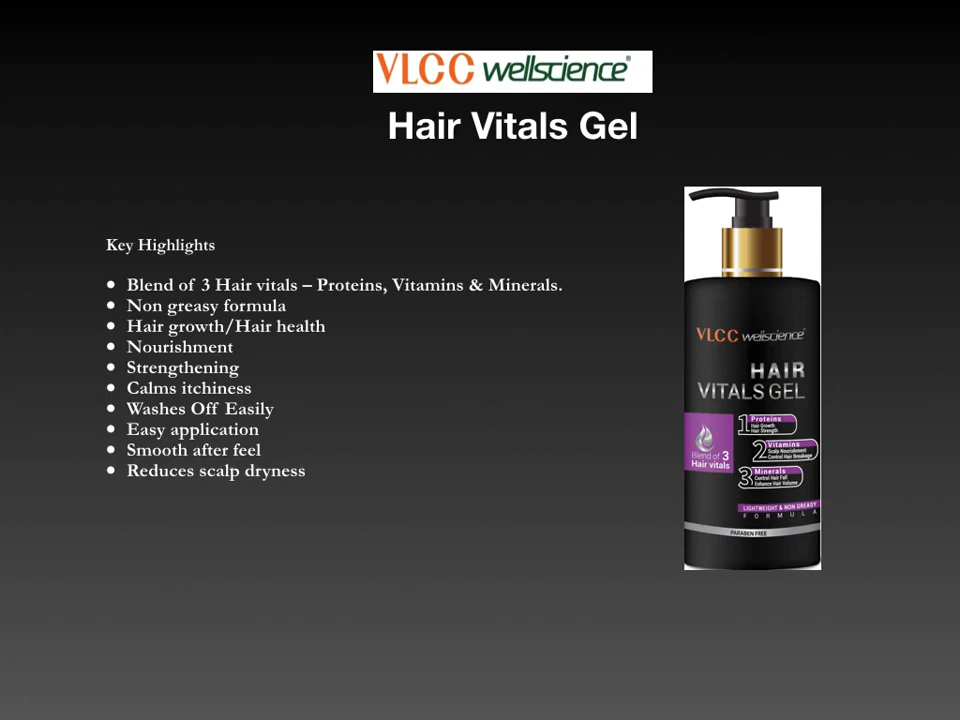 VLCC wellscience®
Hair Vitals Gel
Key Highlights
• Blend of 3 Hair vitals – Proteins, Vitamins & Minerals.
• Non greasy formula
• Hair growth/Hair health
• Nourishment
• Strengthening
• Calms itchiness
• Washes Off Easily
• Easy application
• Smooth after feel
• Reduces scalp dryness
VLCC wellscience
HAIR
VITALS GEL
Blend of 3
Hair vitals
1 Proteins
Hair Growth
Hair Strength
2 Vitamins
Scalp Nourishment
Control Hair Breakage
3 Minerals
Control Hair Fall
Enhance Hair Volume
LIGHTWEIGHT & NON GREASY
FORMULA
PARABEN FREE